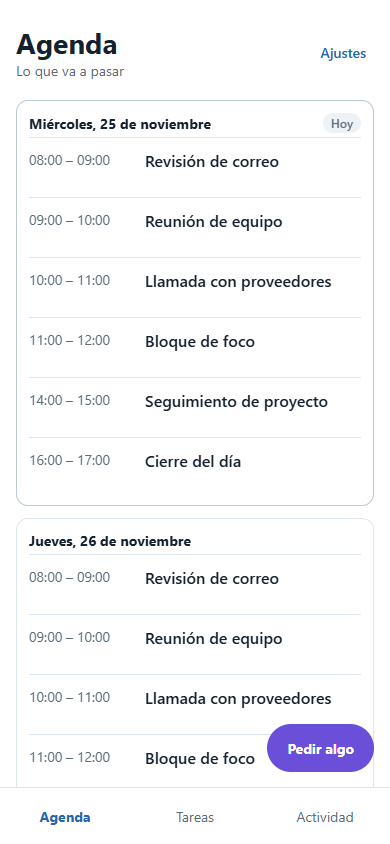 Agenda
Ajustes
Lo que va a pasar
Miércoles, 25 de noviembre Hoy
08:00 – 09:00 Revisión de correo
09:00 – 10:00 Reunión de equipo
10:00 – 11:00 Llamada con proveedores
11:00 – 12:00 Bloque de foco
14:00 – 15:00 Seguimiento de proyecto
16:00 – 17:00 Cierre del día
Jueves, 26 de noviembre
08:00 – 09:00 Revisión de correo
09:00 – 10:00 Reunión de equipo
10:00 – 11:00 Llamada con proveedores
11:00 – 12:00 Bloque de foco
Pedir algo
Agenda Tareas Actividad